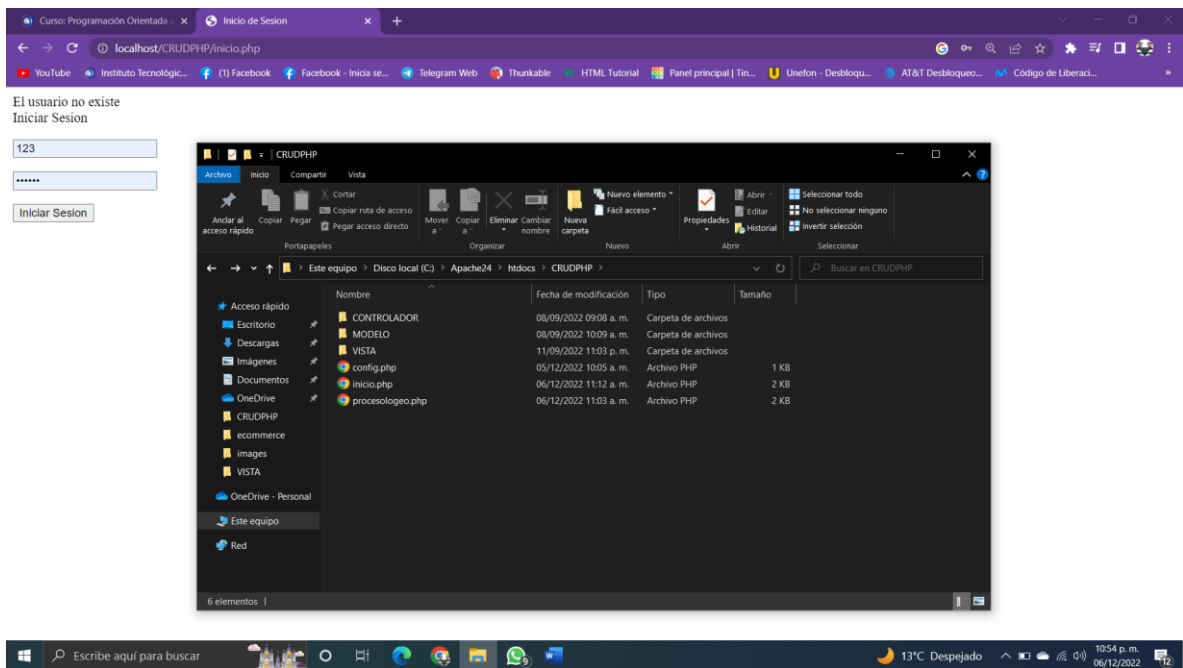 Curso: Programación Orientada a
Inicio de Sesion
localhost/CRUDPHP/inicio.php
YouTube Instituto Tecnológic... (1) Facebook Facebook - Inicia se... Telegram Web Thunkable HTML Tutorial Panel principal | Tin... Unefon - Desbloqu... AT&T Desbloqueo... Código de Liberaci... »
El usuario no existe
Iniciar Sesion
123
••••••
Iniciar Sesion
CRUDPHP
Archivo Inicio Compartir Vista
Anclar al acceso rápido
Copiar
Pegar
Cortar
Copiar ruta de acceso
Pegar acceso directo
Portapapeles
Mover a
Copiar a
Eliminar
Cambiar nombre
Organizar
Nueva carpeta
Nuevo elemento
Fácil acceso
Nuevo
Propiedades
Abrir
Editar
Historial
Abrir
Seleccionar todo
No seleccionar ninguno
Invertir selección
Seleccionar
Este equipo > Disco local (C:) > Apache24 > htdocs > CRUDPHP >
Buscar en CRUDPHP
Acceso rápido
Escritorio
Descargas
Imágenes
Documentos
OneDrive
CRUDPHP
ecommerce
images
VISTA
OneDrive - Personal
Este equipo
Red
Nombre Fecha de modificación Tipo Tamaño
CONTROLADOR 08/09/2022 09:08 a. m. Carpeta de archivos
MODELO 08/09/2022 10:09 a. m. Carpeta de archivos
VISTA 11/09/2022 11:03 p. m. Carpeta de archivos
config.php 05/12/2022 10:05 a. m. Archivo PHP 1 KB
inicio.php 06/12/2022 11:12 a. m. Archivo PHP 2 KB
procesologeo.php 06/12/2022 11:03 a. m. Archivo PHP 2 KB
6 elementos
Escribe aquí para buscar
13°C Despejado
10:54 p. m.
06/12/2022
12